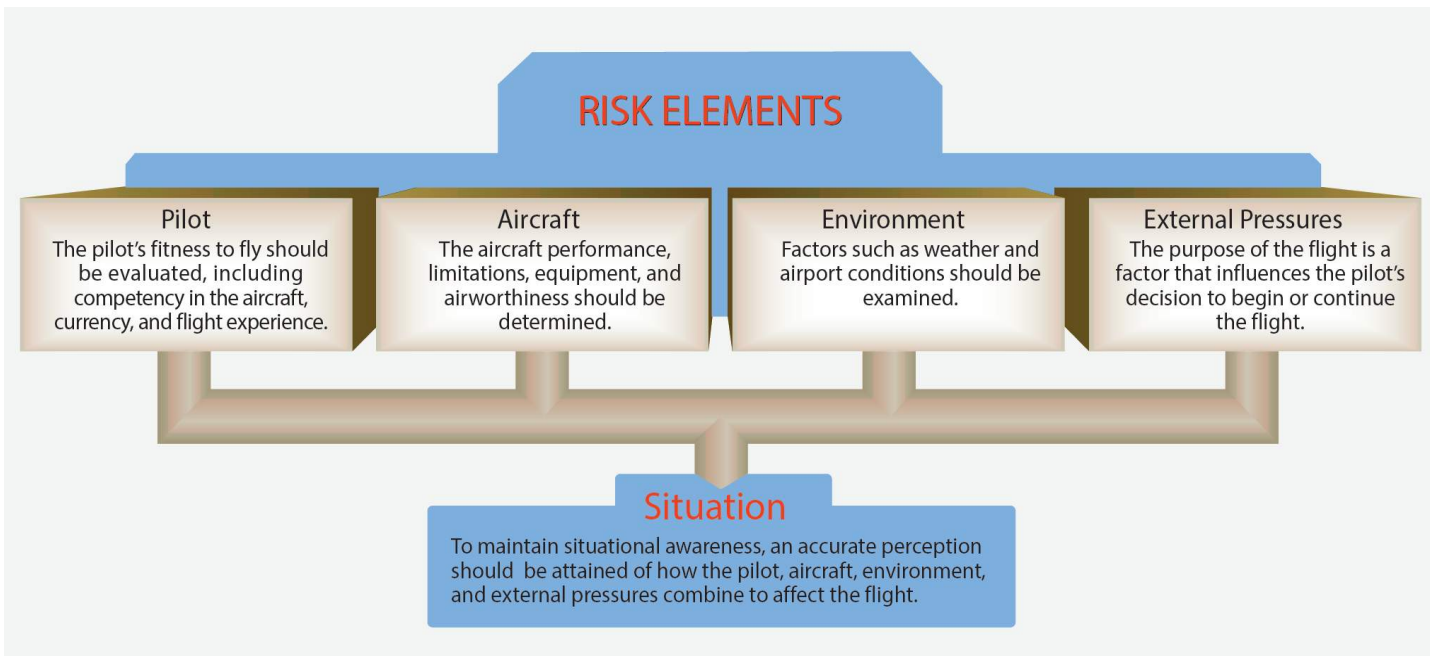 RISK ELEMENTS
Pilot
The pilot’s fitness to fly should
be evaluated, including
competency in the aircraft,
currency, and flight experience.
Aircraft
The aircraft performance,
limitations, equipment, and
airworthiness should be
determined.
Environment
Factors such as weather and
airport conditions should be
examined.
External Pressures
The purpose of the flight is a
factor that influences the pilot’s
decision to begin or continue
the flight.
Situation
To maintain situational awareness, an accurate perception
should be attained of how the pilot, aircraft, environment,
and external pressures combine to affect the flight.